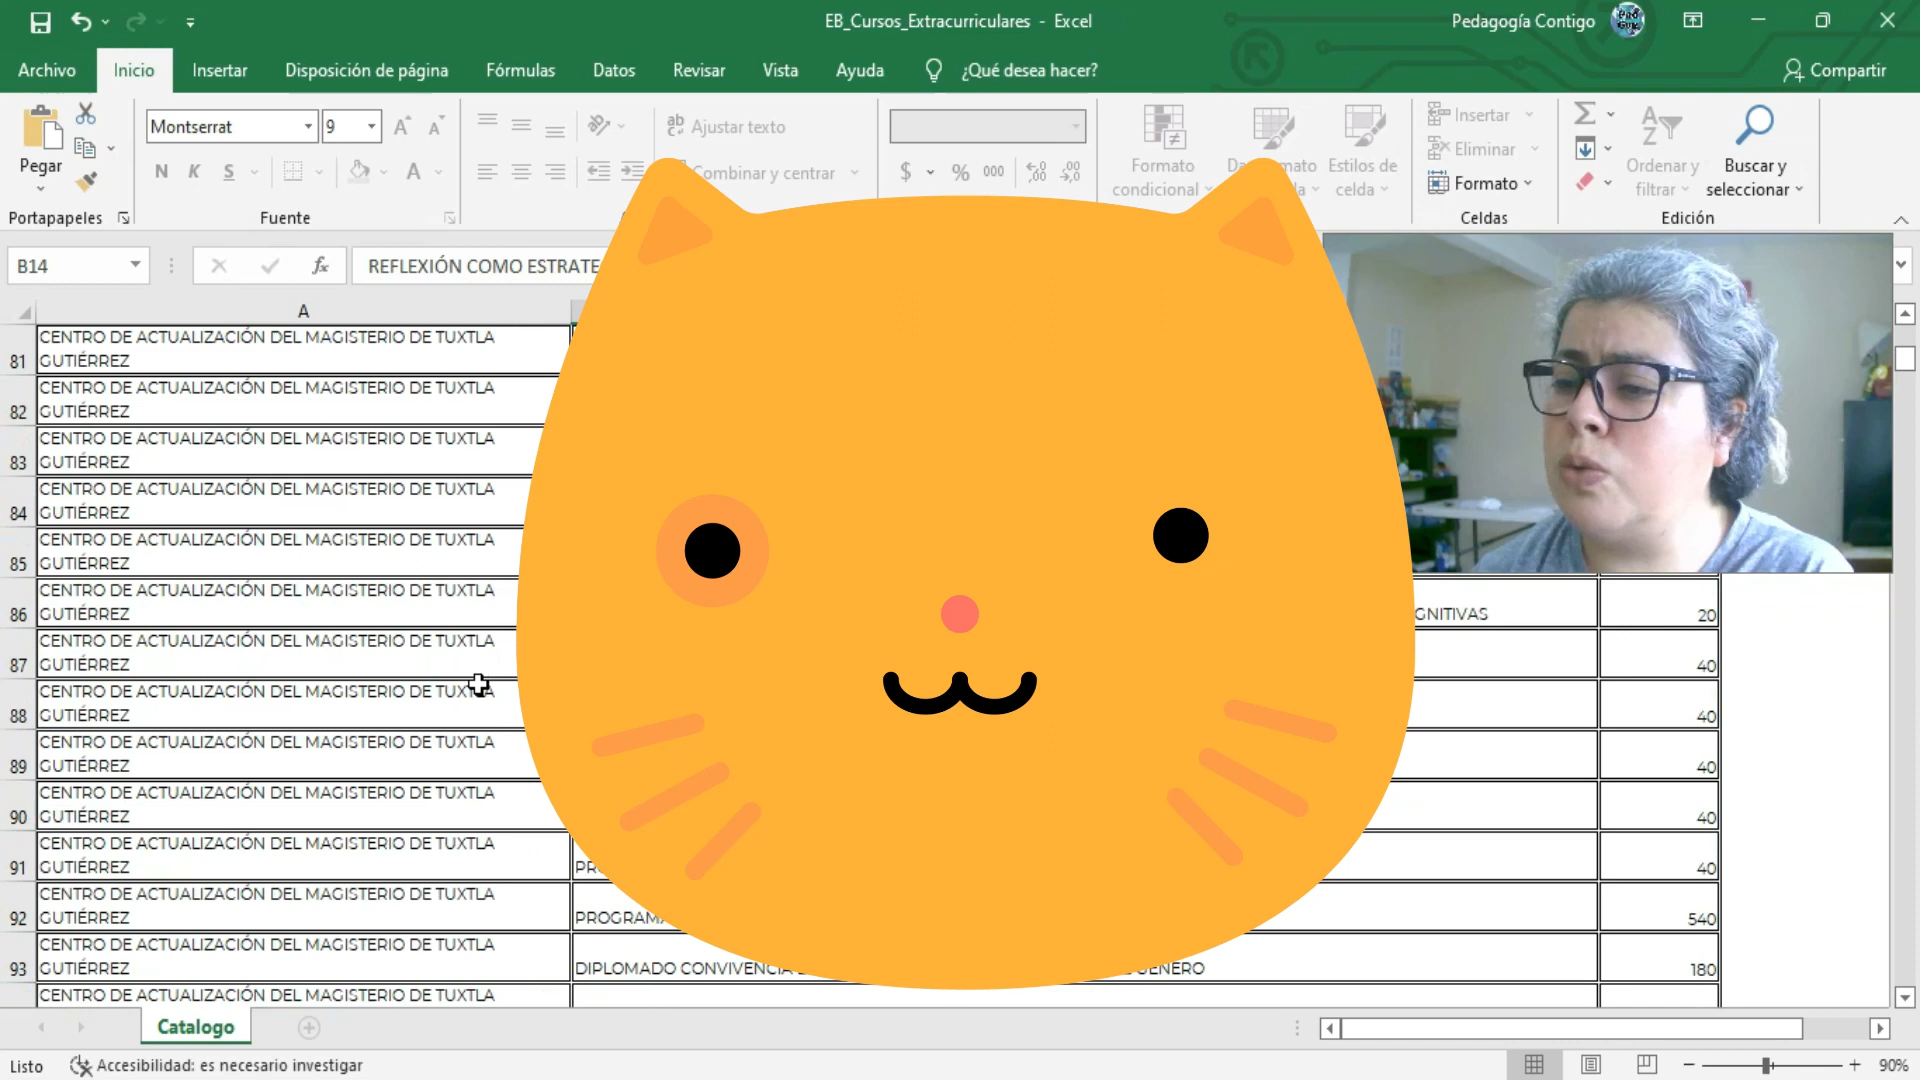 EB_Cursos_Extracurriculares - Excel
Pedagogía Contigo
Archivo Inicio Insertar Disposición de página Fórmulas Datos Revisar Vista Ayuda ¿Qué desea hacer? Compartir
Pegar
Portapapeles
Montserrat 9
N K S
Fuente
Ajustar texto
Combinar y centrar
$ % 000
Formato condicional
Estilos de celda
Insertar
Eliminar
Formato
Celdas
Ordenar y filtrar
Buscar y seleccionar
Edición
B14 fx REFLEXIÓN COMO
A
81 CENTRO DE ACTUALIZACIÓN DEL MAGISTERIO DE TUXTLA
GUTIÉRREZ
82 CENTRO DE ACTUALIZACIÓN DEL MAGISTERIO DE TUXTLA
GUTIÉRREZ
83 CENTRO DE ACTUALIZACIÓN DEL MAGISTERIO DE TUXTLA
GUTIÉRREZ
84 CENTRO DE ACTUALIZACIÓN DEL MAGISTERIO DE TUXTLA
GUTIÉRREZ
85 CENTRO DE ACTUALIZACIÓN DEL MAGISTERIO DE TUXTLA
GUTIÉRREZ
86 CENTRO DE ACTUALIZACIÓN DEL MAGISTERIO DE TUXTLA
GUTIÉRREZ 20
87 CENTRO DE ACTUALIZACIÓN DEL MAGISTERIO DE TUXTLA
GUTIÉRREZ 40
88 CENTRO DE ACTUALIZACIÓN DEL MAGISTERIO DE TUXTLA
GUTIÉRREZ 40
89 CENTRO DE ACTUALIZACIÓN DEL MAGISTERIO DE TUXTLA
GUTIÉRREZ 40
90 CENTRO DE ACTUALIZACIÓN DEL MAGISTERIO DE TUXTLA
GUTIÉRREZ 40
91 CENTRO DE ACTUALIZACIÓN DEL MAGISTERIO DE TUXTLA
GUTIÉRREZ 40
92 CENTRO DE ACTUALIZACIÓN DEL MAGISTERIO DE TUXTLA
GUTIÉRREZ 540
93 CENTRO DE ACTUALIZACIÓN DEL MAGISTERIO DE TUXTLA
GUTIÉRREZ DIPLOMADO CONVIVENCIA GÉNERO 180
CENTRO DE ACTUALIZACIÓN DEL MAGISTERIO DE TUXTLA
Catalogo
Listo Accesibilidad: es necesario investigar 90%